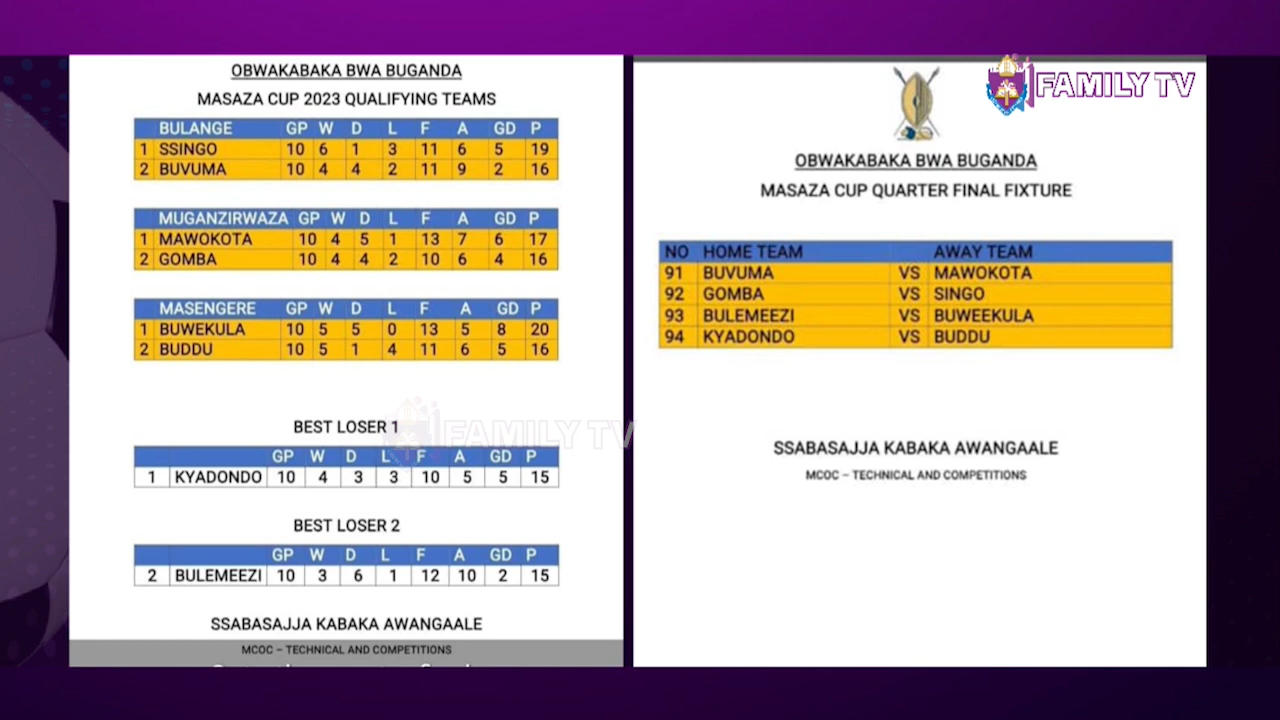 OBWAKABAKA BWA BUGANDA
MASAZA CUP 2023 QUALIFYING TEAMS
BULANGE GP W D L F A GD P
1 SSINGO 10 6 1 3 11 6 5 19
2 BUVUMA 10 4 4 2 11 9 2 16
MUGANZIRWAZA GP W D L F A GD P
1 MAWOKOTA 10 4 5 1 13 7 6 17
2 GOMBA 10 4 4 2 10 6 4 16
MASENGERE GP W D L F A GD P
1 BUWEKULA 10 5 5 0 13 5 8 20
2 BUDDU 10 5 1 4 11 6 5 16
BEST LOSER 1
GP W D L F A GD P
1 KYADONDO 10 4 3 3 10 5 5 15
BEST LOSER 2
GP W D L F A GD P
2 BULEMEEZI 10 3 6 1 12 10 2 15
SSABASAJJA KABAKA AWANGAALE
MCOC – TECHNICAL AND COMPETITIONS
FAMILY TV
FAMILY TV
OBWAKABAKA BWA BUGANDA
MASAZA CUP QUARTER FINAL FIXTURE
NO HOME TEAM AWAY TEAM
91 BUVUMA VS MAWOKOTA
92 GOMBA VS SINGO
93 BULEMEEZI VS BUWEEKULA
94 KYADONDO VS BUDDU
SSABASAJJA KABAKA AWANGAALE
MCOC – TECHNICAL AND COMPETITIONS